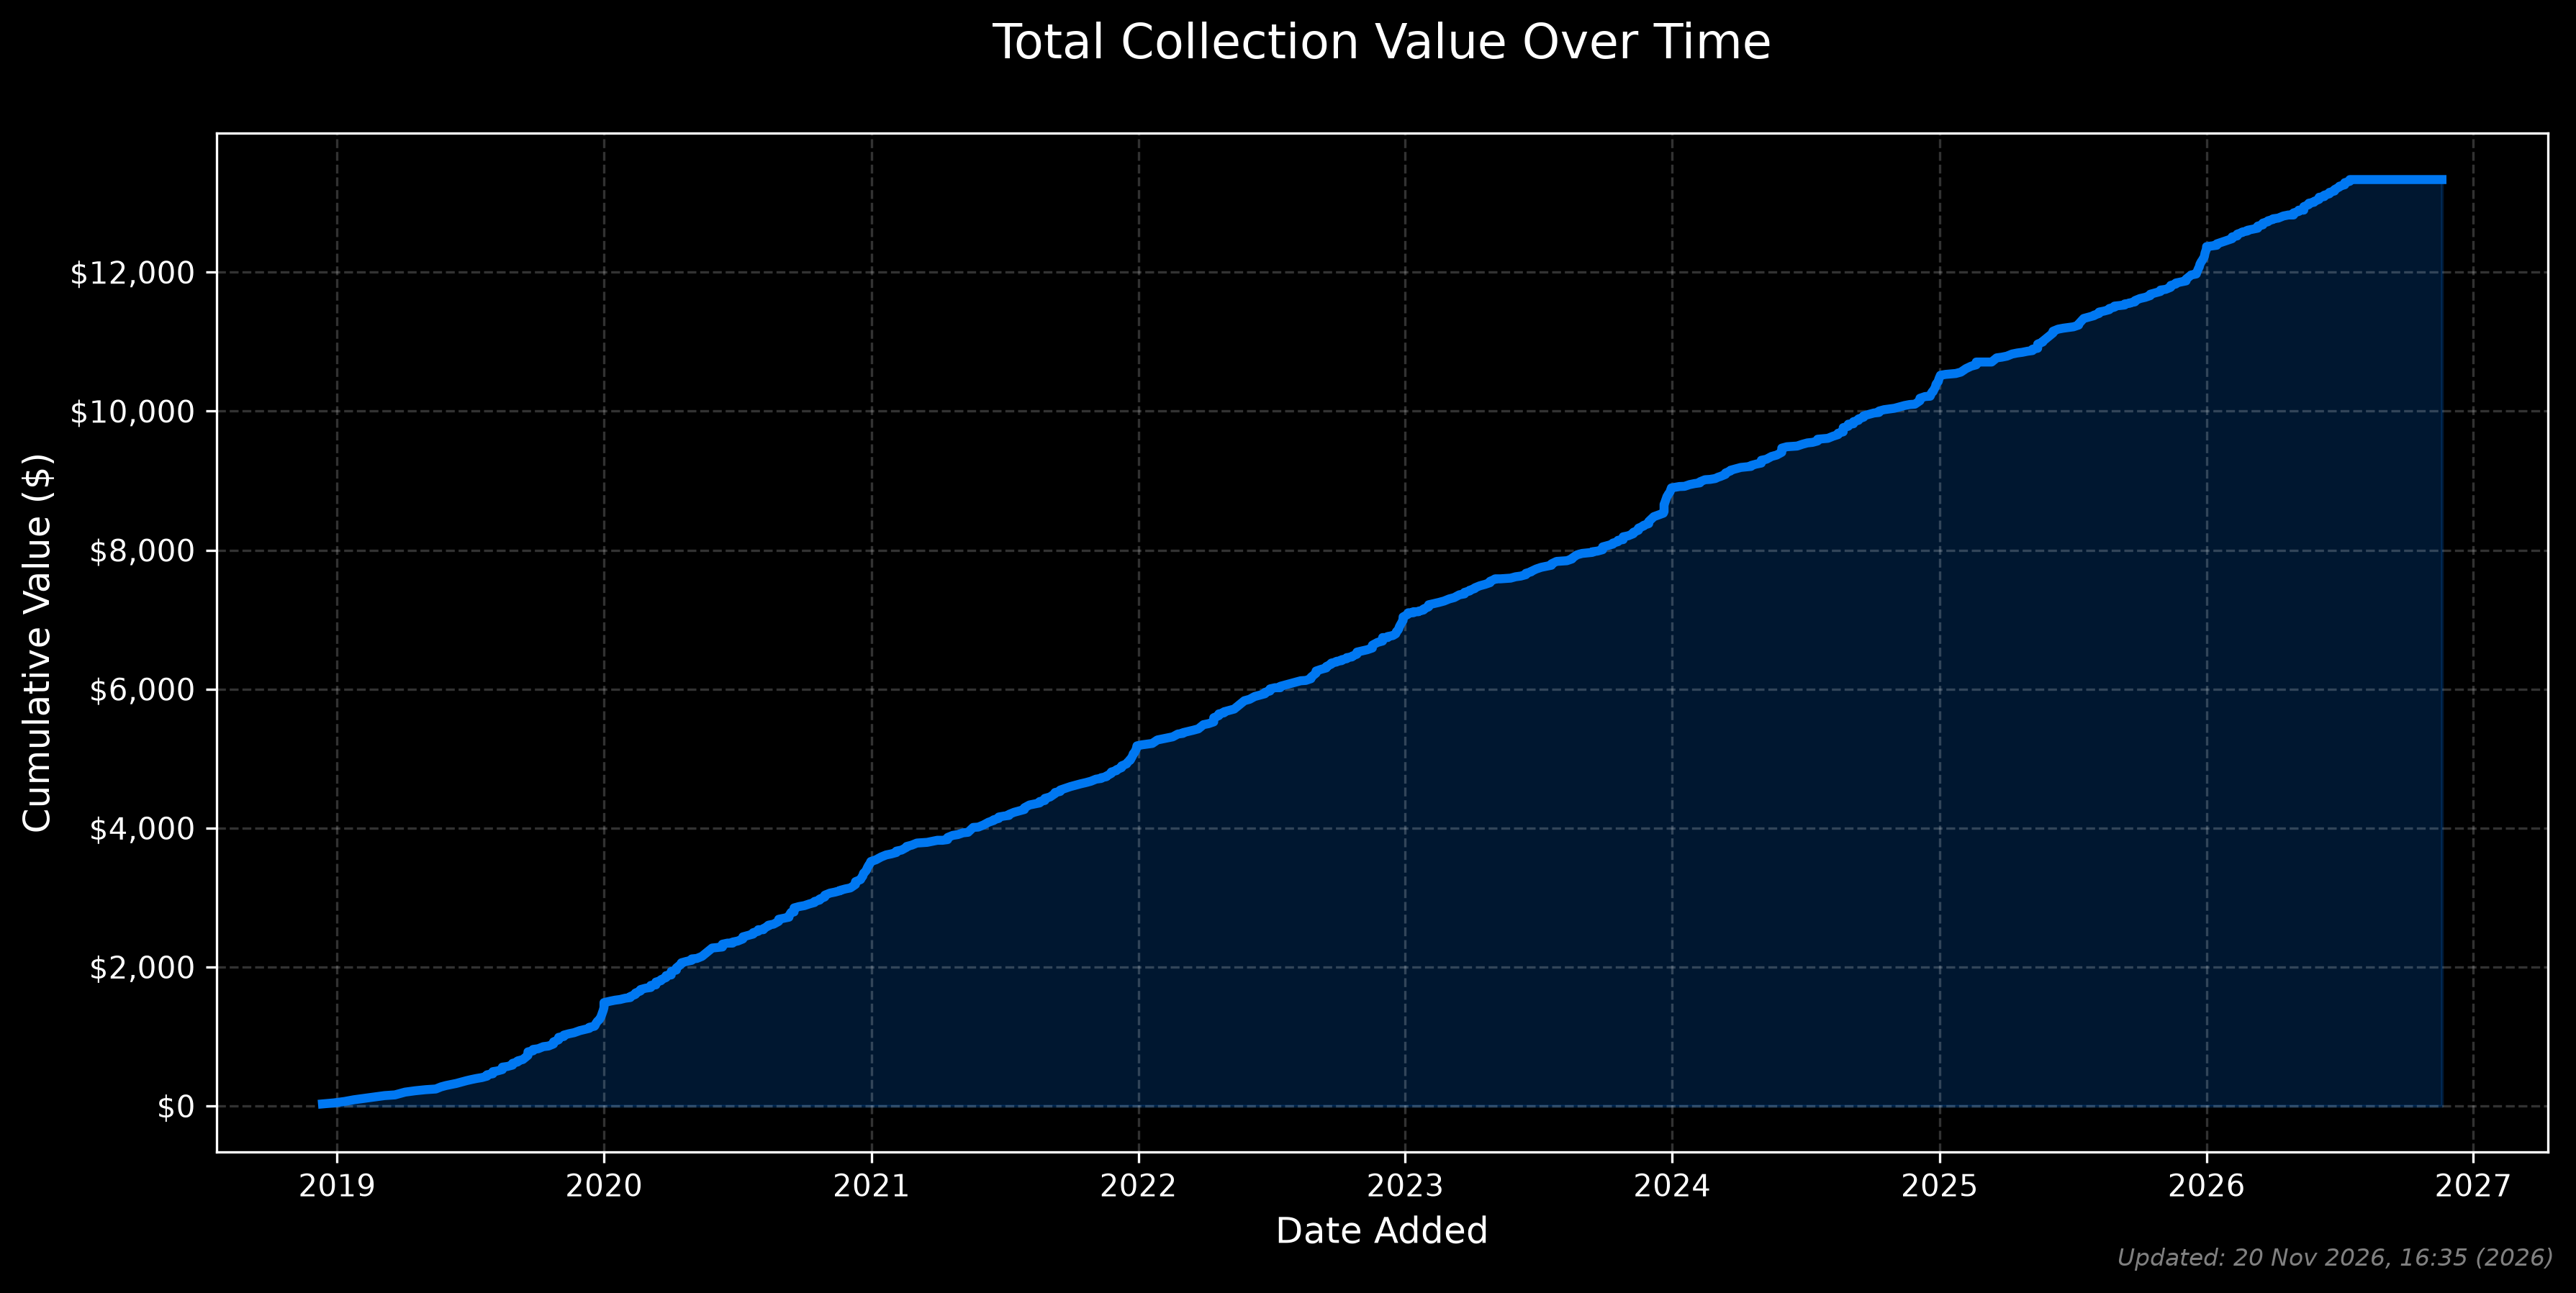 Total Collection Value Over Time
Cumulative Value ($)
$12,000
$10,000
$8,000
$6,000
$4,000
$2,000
$0
2019 2020 2021 2022 2023 2024 2025 2026 2027
Date Added
Updated: 20 Nov 2026, 16:35 (2026)